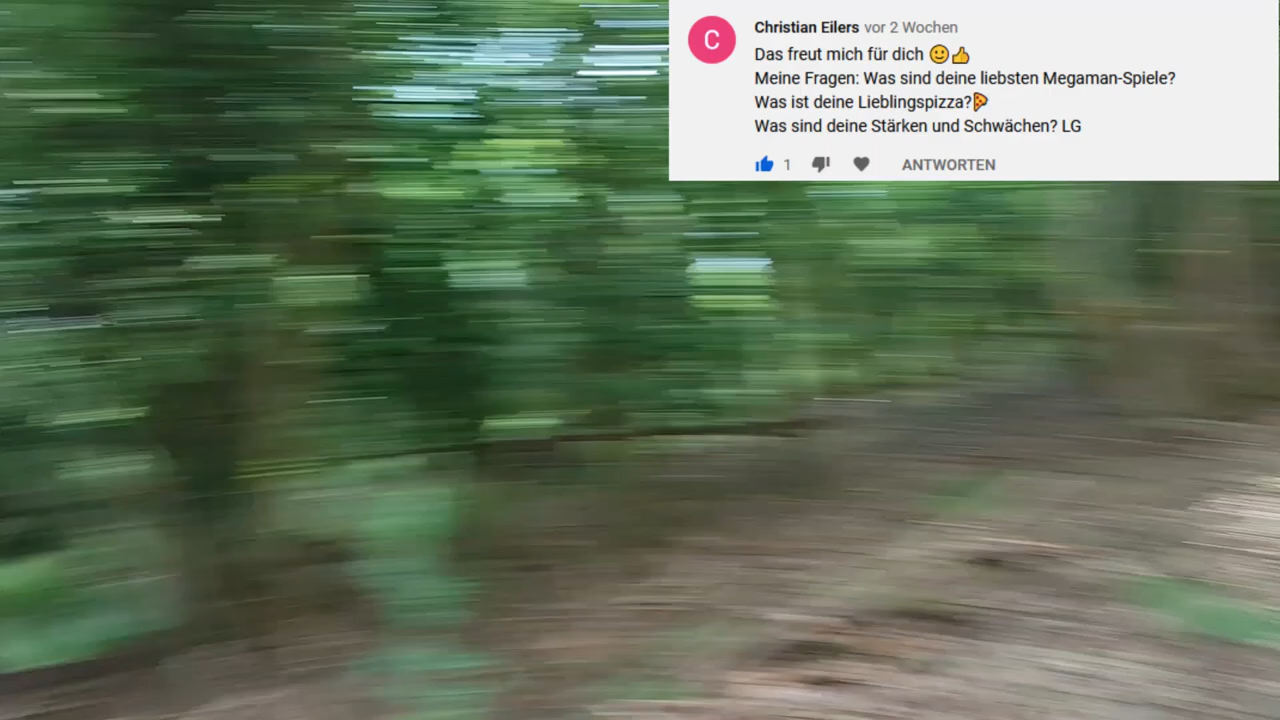 C
Christian Eilers vor 2 Wochen
Das freut mich für dich 🙂👍
Meine Fragen: Was sind deine liebsten Megaman-Spiele?
Was ist deine Lieblingspizza?🍕
Was sind deine Stärken und Schwächen? LG
1 ANTWORTEN